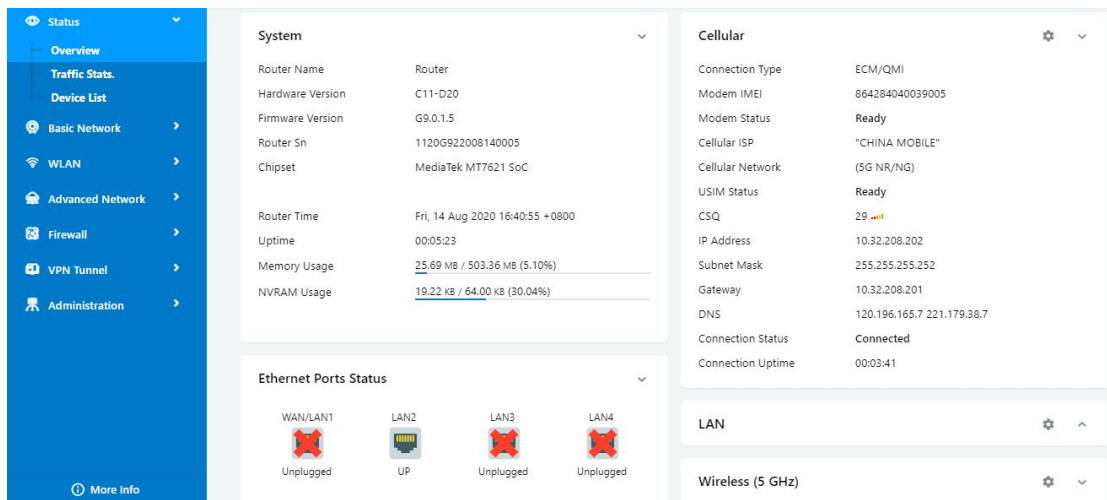 Status
Overview
Traffic Stats.
Device List
Basic Network
WLAN
Advanced Network
Firewall
VPN Tunnel
Administration
More Info
System
Router Name Router
Hardware Version C11-D20
Firmware Version G9.0.1.5
Router Sn 1120G922008140005
Chipset MediaTek MT7621 SoC
Router Time Fri, 14 Aug 2020 16:40:55 +0800
Uptime 00:05:23
Memory Usage 25.69 MB / 503.36 MB (5.10%)
NVRAM Usage 19.22 KB / 64.00 KB (30.04%)
Ethernet Ports Status
WAN/LAN1 LAN2 LAN3 LAN4
Unplugged UP Unplugged Unplugged
Cellular
Connection Type ECM/QMI
Modem IMEI 864284040039005
Modem Status Ready
Cellular ISP "CHINA MOBILE"
Cellular Network (5G NR/NG)
USIM Status Ready
CSQ 29
IP Address 10.32.208.202
Subnet Mask 255.255.255.252
Gateway 10.32.208.201
DNS 120.196.165.7 221.179.38.7
Connection Status Connected
Connection Uptime 00:03:41
LAN
Wireless (5 GHz)